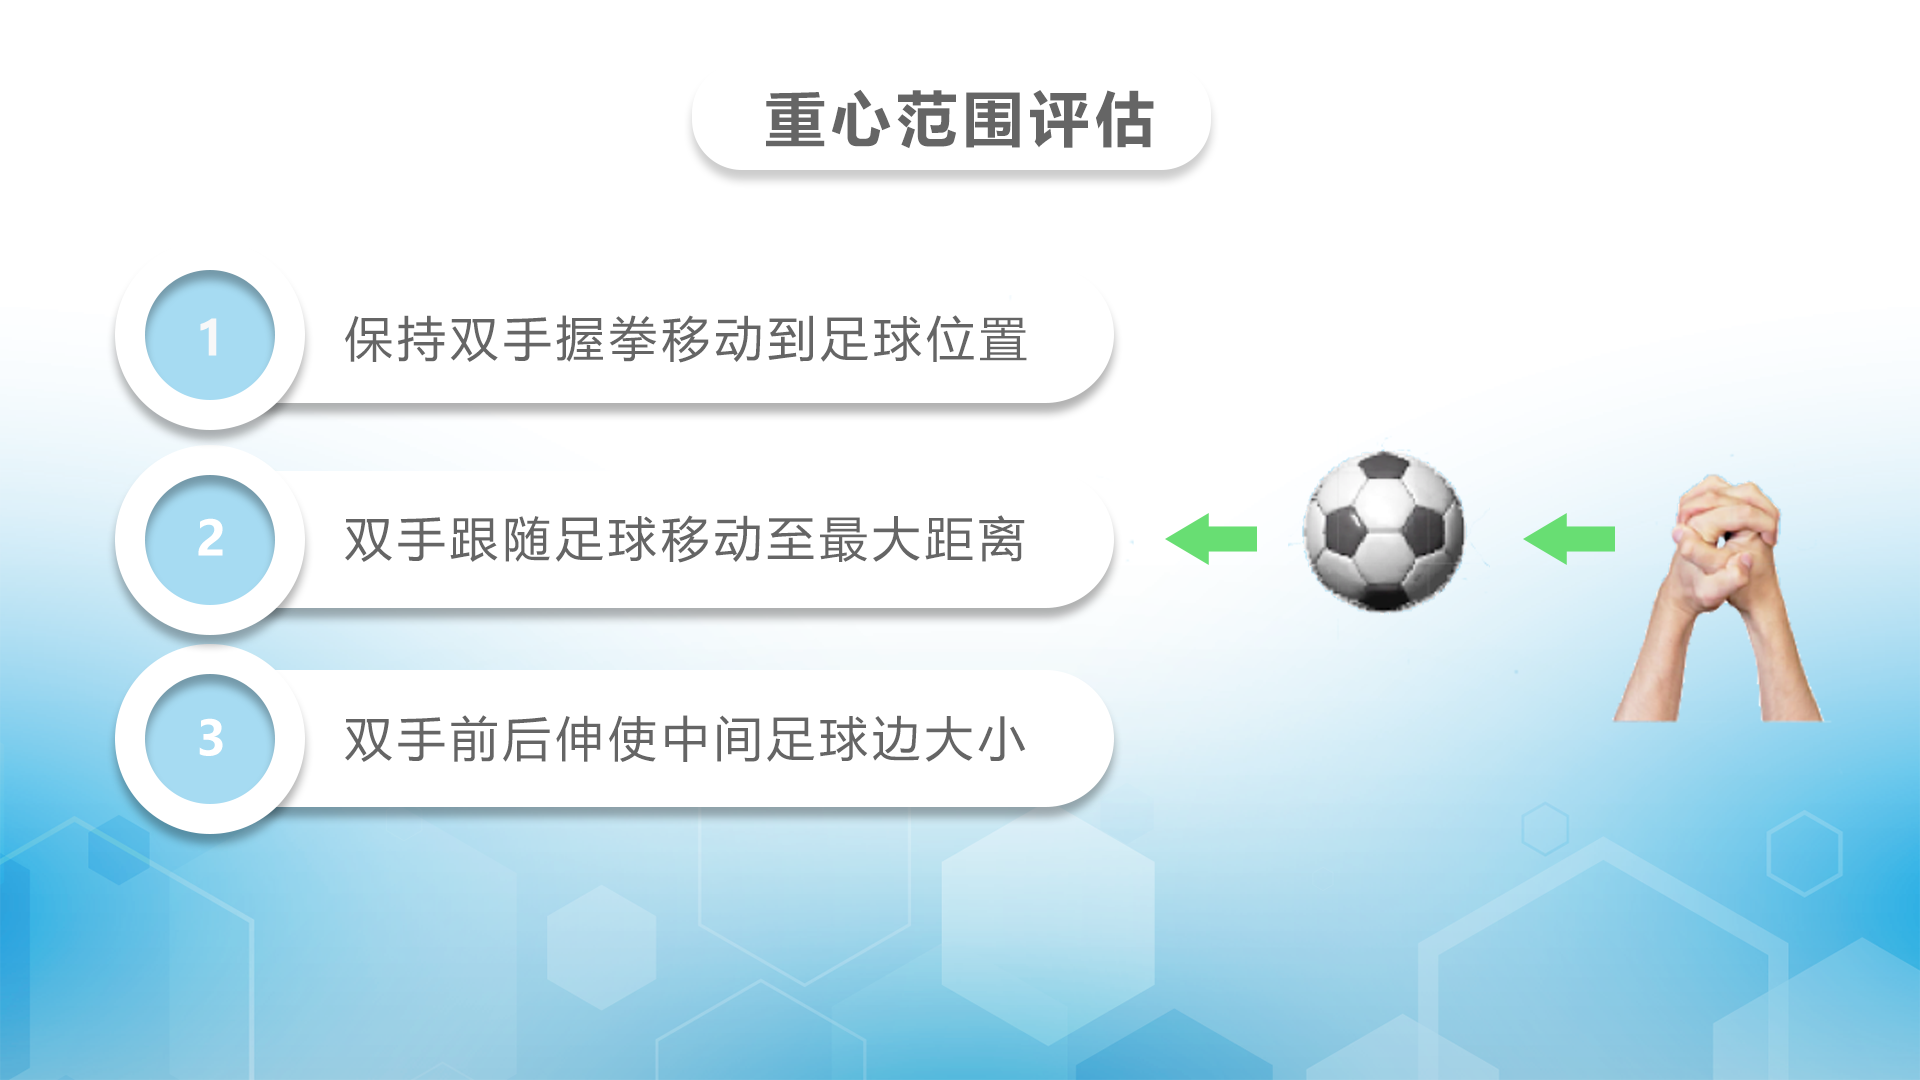 重心范围评估
1
保持双手握拳移动到足球位置
2
双手跟随足球移动至最大距离
3
双手前后伸使中间足球边大小